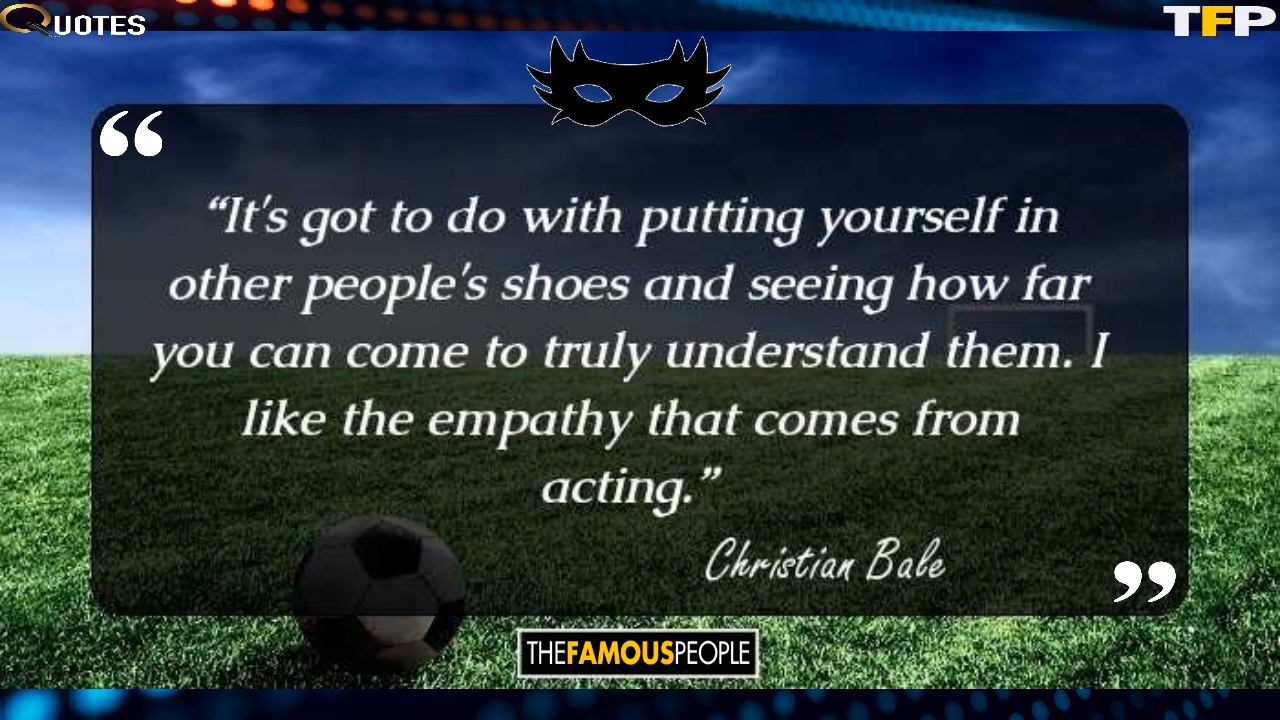 QUOTES
TFP
“
“It's got to do with putting yourself in
other people's shoes and seeing how far
you can come to truly understand them. I
like the empathy that comes from
acting.”
Christian Bale
”
THEFAMOUSPEOPLE